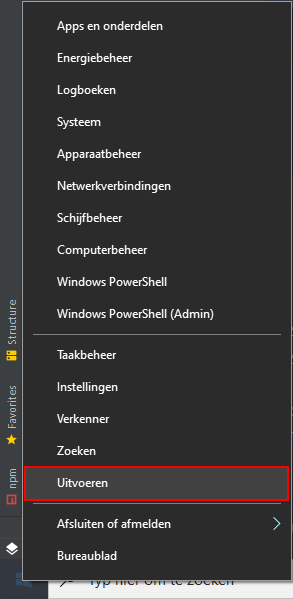 Apps en onderdelen
Energiebeheer
Logboeken
Systeem
Apparaatbeheer
Netwerkverbindingen
Schijfbeheer
Computerbeheer
Windows PowerShell
Windows PowerShell (Admin)
Taakbeheer
Instellingen
Verkenner
Zoeken
Uitvoeren
Afsluiten of afmelden
Bureaublad
Structure
Favorites
npm
Typ hier om te zoeken